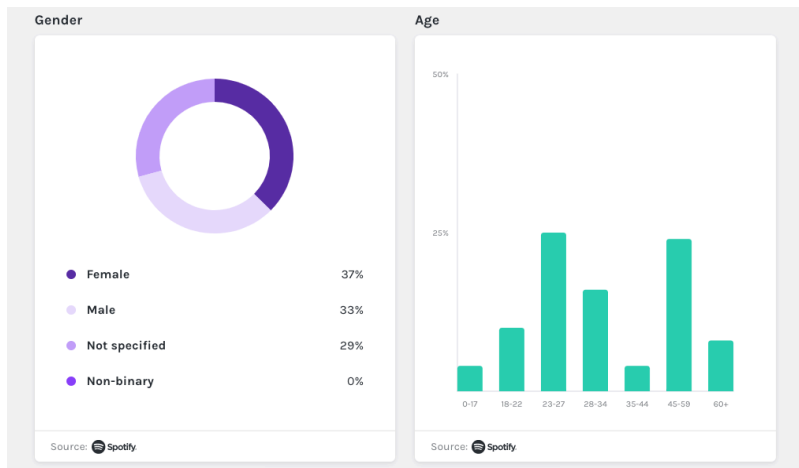 Gender
Female 37%
Male 33%
Not specified 29%
Non-binary 0%
Source: Spotify
Age
50%
25%
0-17 18-22 23-27 28-34 35-44 45-59 60+
Source: Spotify